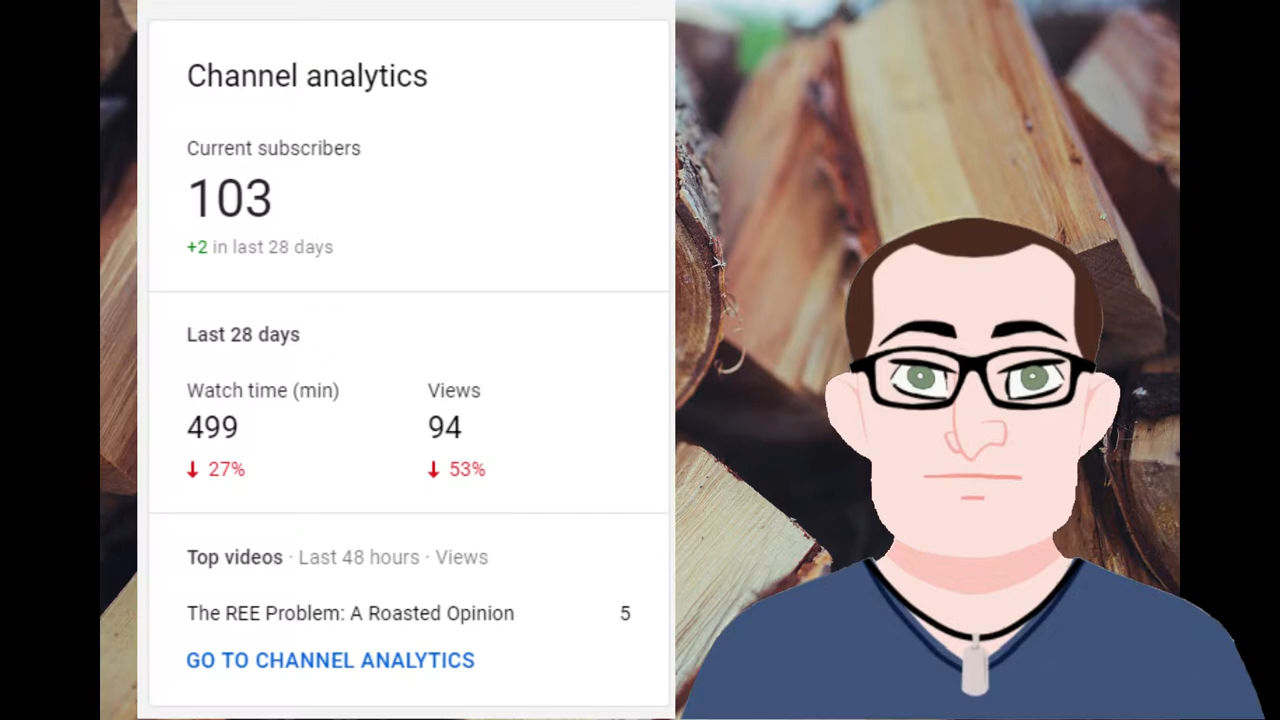 Channel analytics
Current subscribers
103
+2 in last 28 days
Last 28 days
Watch time (min) Views
499 94
27% 53%
Top videos · Last 48 hours · Views
The REE Problem: A Roasted Opinion 5
GO TO CHANNEL ANALYTICS